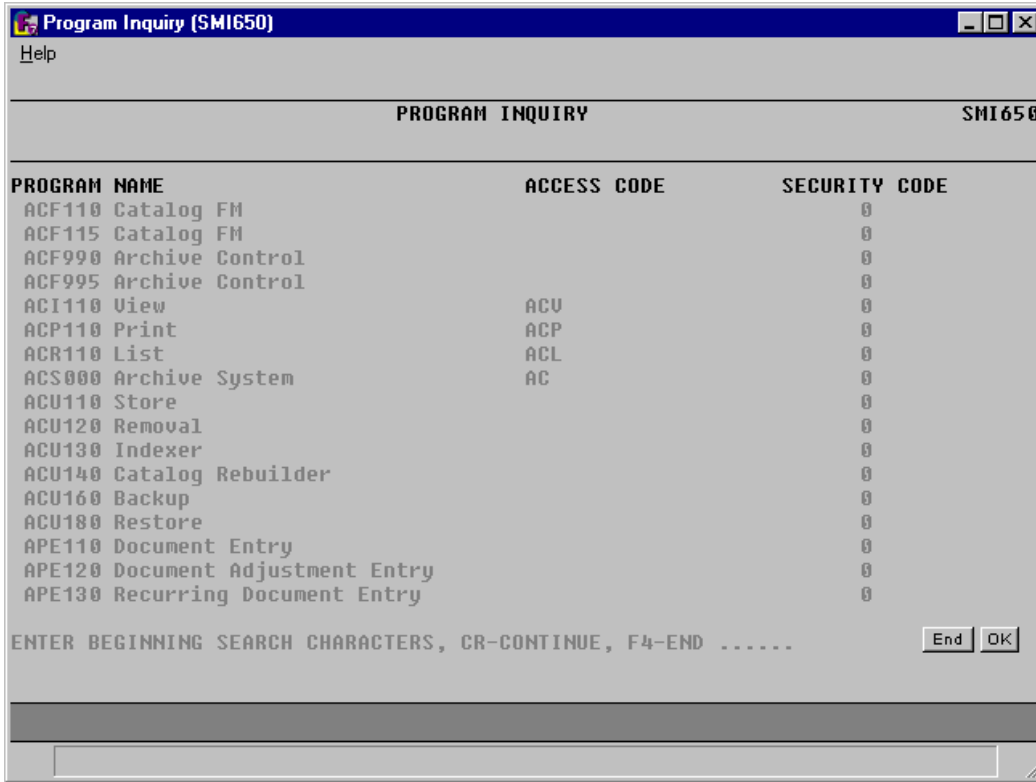 Program Inquiry (SMI650)
Help
PROGRAM INQUIRY SMI650
PROGRAM NAME ACCESS CODE SECURITY CODE
ACF110 Catalog FM 0
ACF115 Catalog FM 0
ACF990 Archive Control 0
ACF995 Archive Control 0
ACI110 View ACV 0
ACP110 Print ACP 0
ACR110 List ACL 0
ACS000 Archive System AC 0
ACU110 Store 0
ACU120 Removal 0
ACU130 Indexer 0
ACU140 Catalog Rebuilder 0
ACU160 Backup 0
ACU180 Restore 0
APE110 Document Entry 0
APE120 Document Adjustment Entry 0
APE130 Recurring Document Entry 0
ENTER BEGINNING SEARCH CHARACTERS, CR-CONTINUE, F4-END ...... End OK